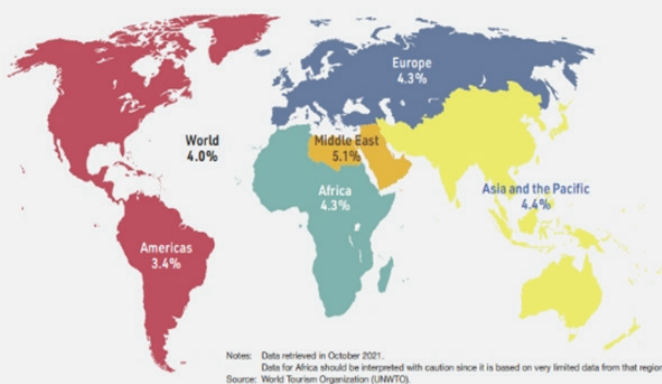 Europe
4.3%
World
4.0%
Middle East
5.1%
Africa
4.3%
Asia and the Pacific
4.4%
Americas
3.4%
Notes: Data retrieved in October 2021.
Data for Africa should be interpreted with caution since it is based on very limited data from that region
Source: World Tourism Organization (UNWTO).